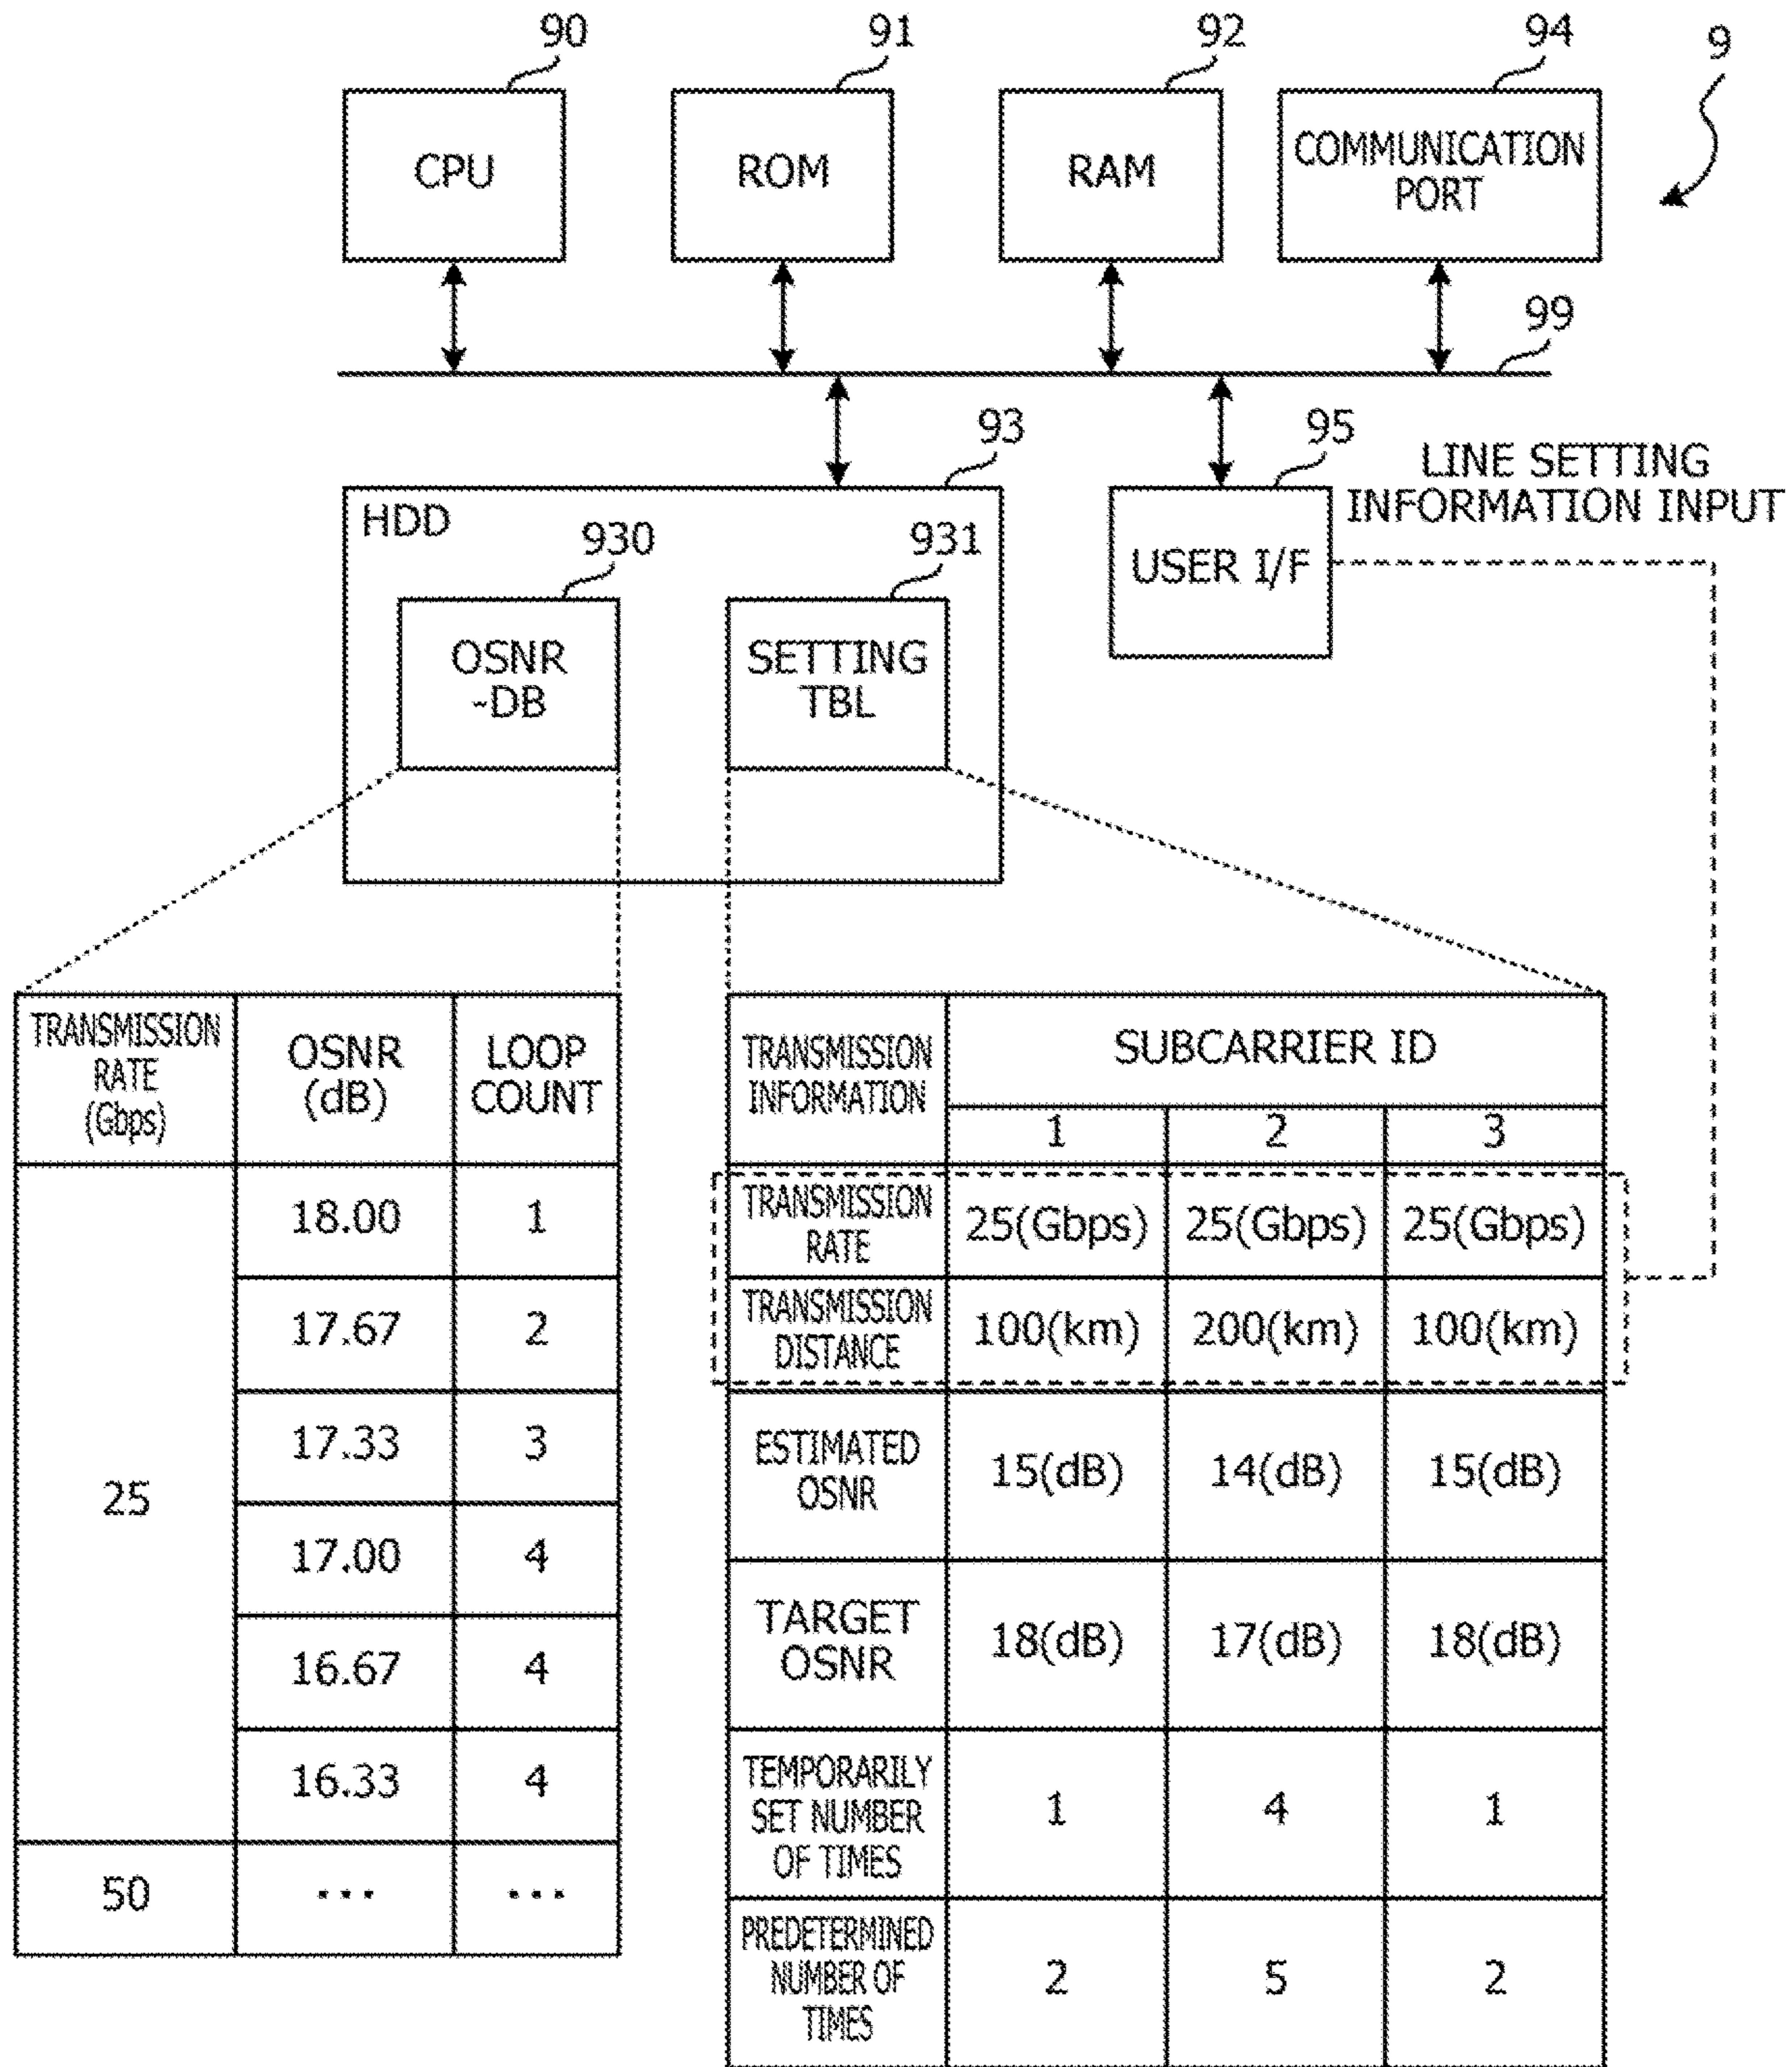 90
91
92
94
9
CPU
ROM
RAM
COMMUNICATION
PORT
99
93
95
LINE SETTING
INFORMATION INPUT
HDD
930
931
USER I/F
OSNR
-DB
SETTING
TBL
TRANSMISSION
RATE
(Gbps)
OSNR
(dB)
LOOP
COUNT
25
18.00
1
17.67
2
17.33
3
17.00
4
16.67
4
16.33
4
50
...
...
TRANSMISSION
INFORMATION
SUBCARRIER ID
1
2
3
TRANSMISSION
RATE
25(Gbps)
25(Gbps)
25(Gbps)
TRANSMISSION
DISTANCE
100(km)
200(km)
100(km)
ESTIMATED
OSNR
15(dB)
14(dB)
15(dB)
TARGET
OSNR
18(dB)
17(dB)
18(dB)
TEMPORARILY
SET NUMBER
OF TIMES
1
4
1
PREDETERMINED
NUMBER OF
TIMES
2
5
2